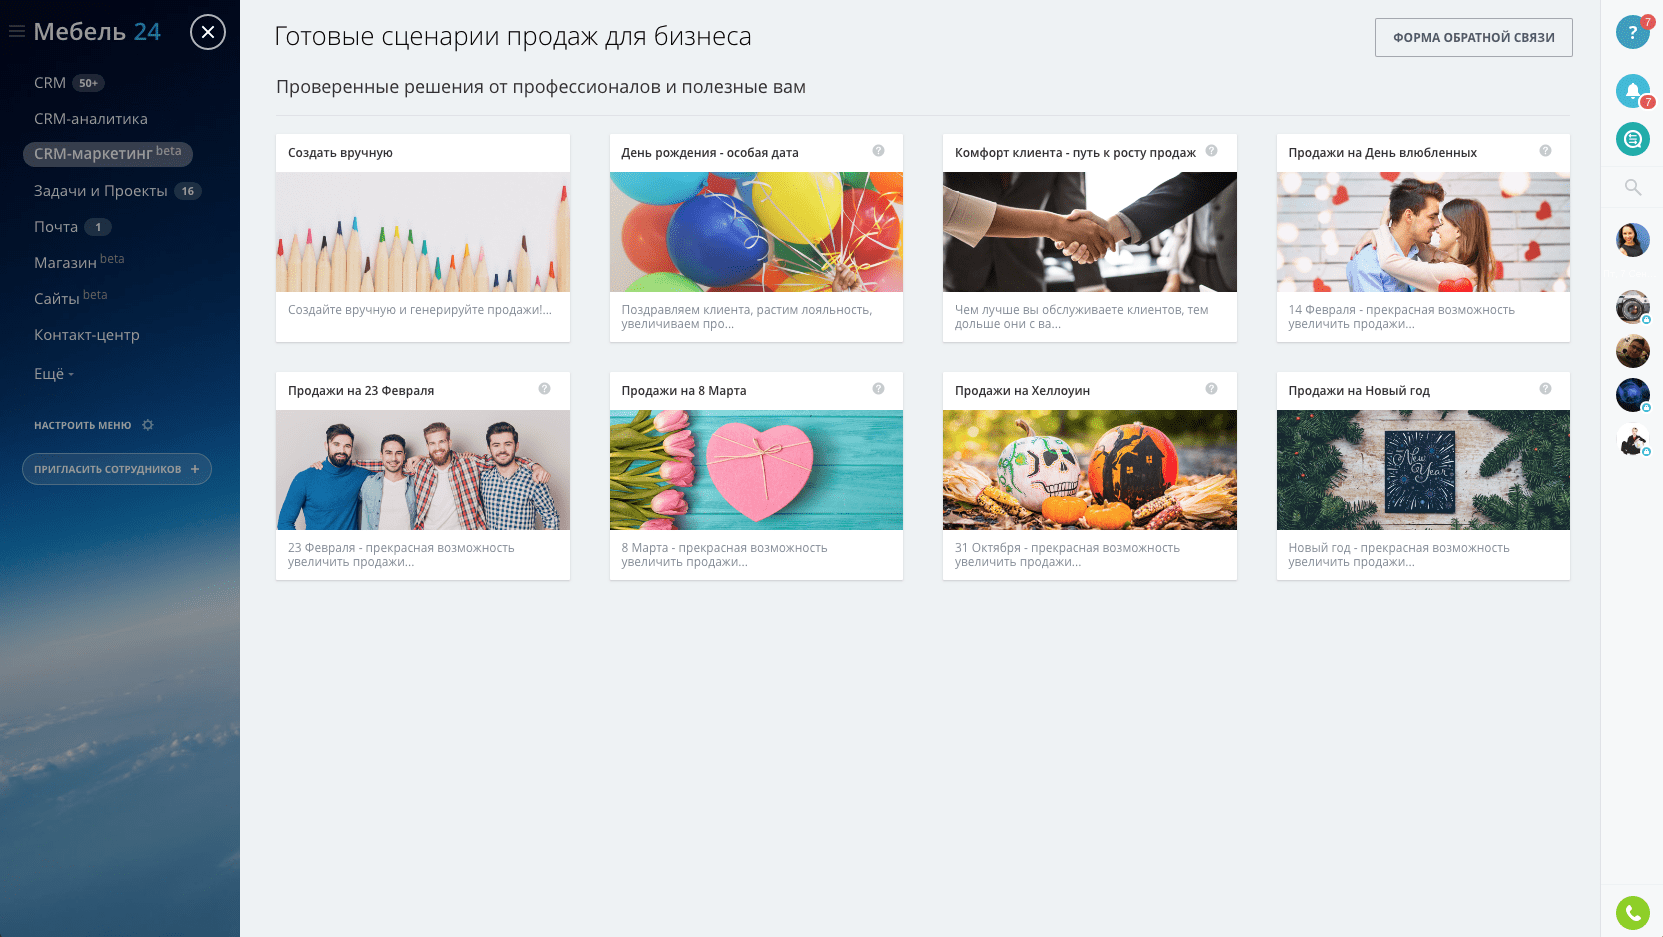 Мебель 24
CRM 50+
CRM-аналитика
CRM-маркетинг beta
Задачи и Проекты 16
Почта 1
Магазин beta
Сайты beta
Контакт-центр
Ещё
НАСТРОИТЬ МЕНЮ
ПРИГЛАСИТЬ СОТРУДНИКОВ +
Готовые сценарии продаж для бизнеса
ФОРМА ОБРАТНОЙ СВЯЗИ
Проверенные решения от профессионалов и полезные вам
Создать вручную
Создайте вручную и генерируйте продажи!...
День рождения - особая дата ?
Поздравляем клиента, растим лояльность,
увеличиваем про...
Комфорт клиента - путь к росту продаж ?
Чем лучше вы обслуживаете клиентов, тем
дольше они с ва...
Продажи на День влюбленных ?
14 Февраля - прекрасная возможность
увеличить продажи...
Продажи на 23 Февраля ?
23 Февраля - прекрасная возможность
увеличить продажи...
Продажи на 8 Марта ?
8 Марта - прекрасная возможность
увеличить продажи...
Продажи на Хеллоуин ?
31 Октября - прекрасная возможность
увеличить продажи...
Продажи на Новый год ?
New
Year
Новый год - прекрасная возможность
увеличить продажи...
? 7
7